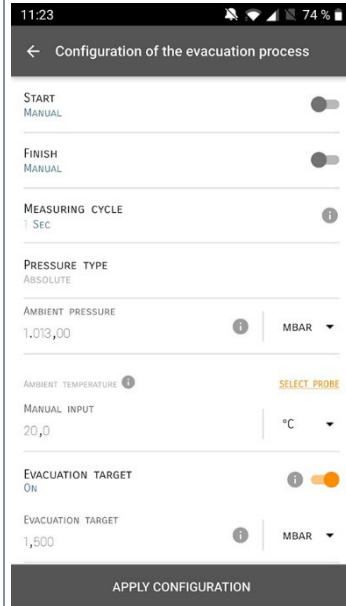 11:23 74 %
Configuration of the evacuation process
START
MANUAL
FINISH
MANUAL
MEASURING CYCLE
1 SEC
PRESSURE TYPE
ABSOLUTE
AMBIENT PRESSURE
1.013,00 MBAR
AMBIENT TEMPERATURE SELECT PROBE
MANUAL INPUT
20,0 °C
EVACUATION TARGET
ON
EVACUATION TARGET
1,500 MBAR
APPLY CONFIGURATION